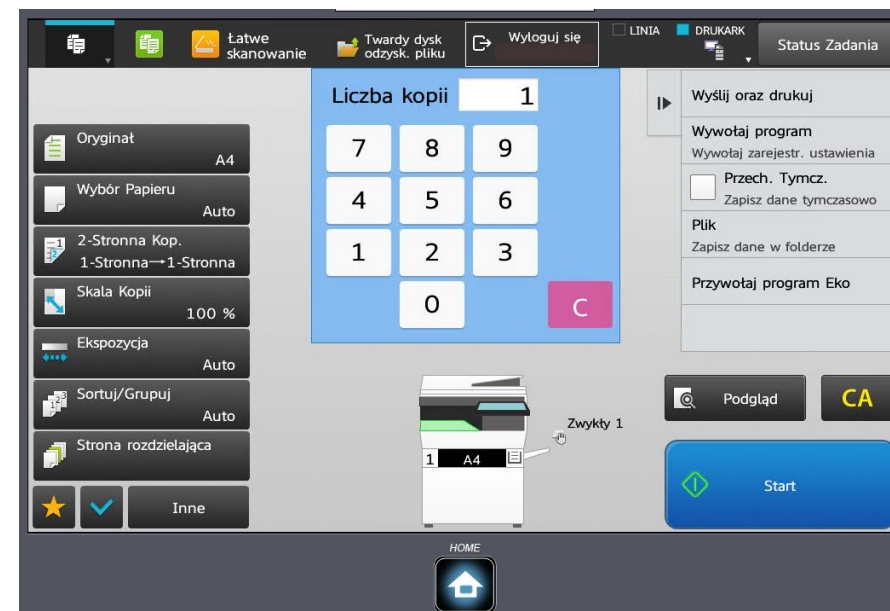 Łatwe
skanowanie
Twardy dysk
odzysk. pliku
Wyloguj się
LINIA
DRUKARK
Status Zadania
Liczba kopii 1
7 8 9
4 5 6
1 2 3
0 C
Oryginał
A4
Wybór Papieru
Auto
2-Stronna Kop.
1-Stronna→1-Stronna
Skala Kopii
100 %
Ekspozycja
Auto
Sortuj/Grupuj
Auto
Strona rozdzielająca
Inne
Wyślij oraz drukuj
Wywołaj program
Wywołaj zarejestr. ustawienia
Przech. Tymcz.
Zapisz dane tymczasowo
Plik
Zapisz dane w folderze
Przywołaj program Eko
Zwykły 1
1 A4
Podgląd
CA
Start
HOME